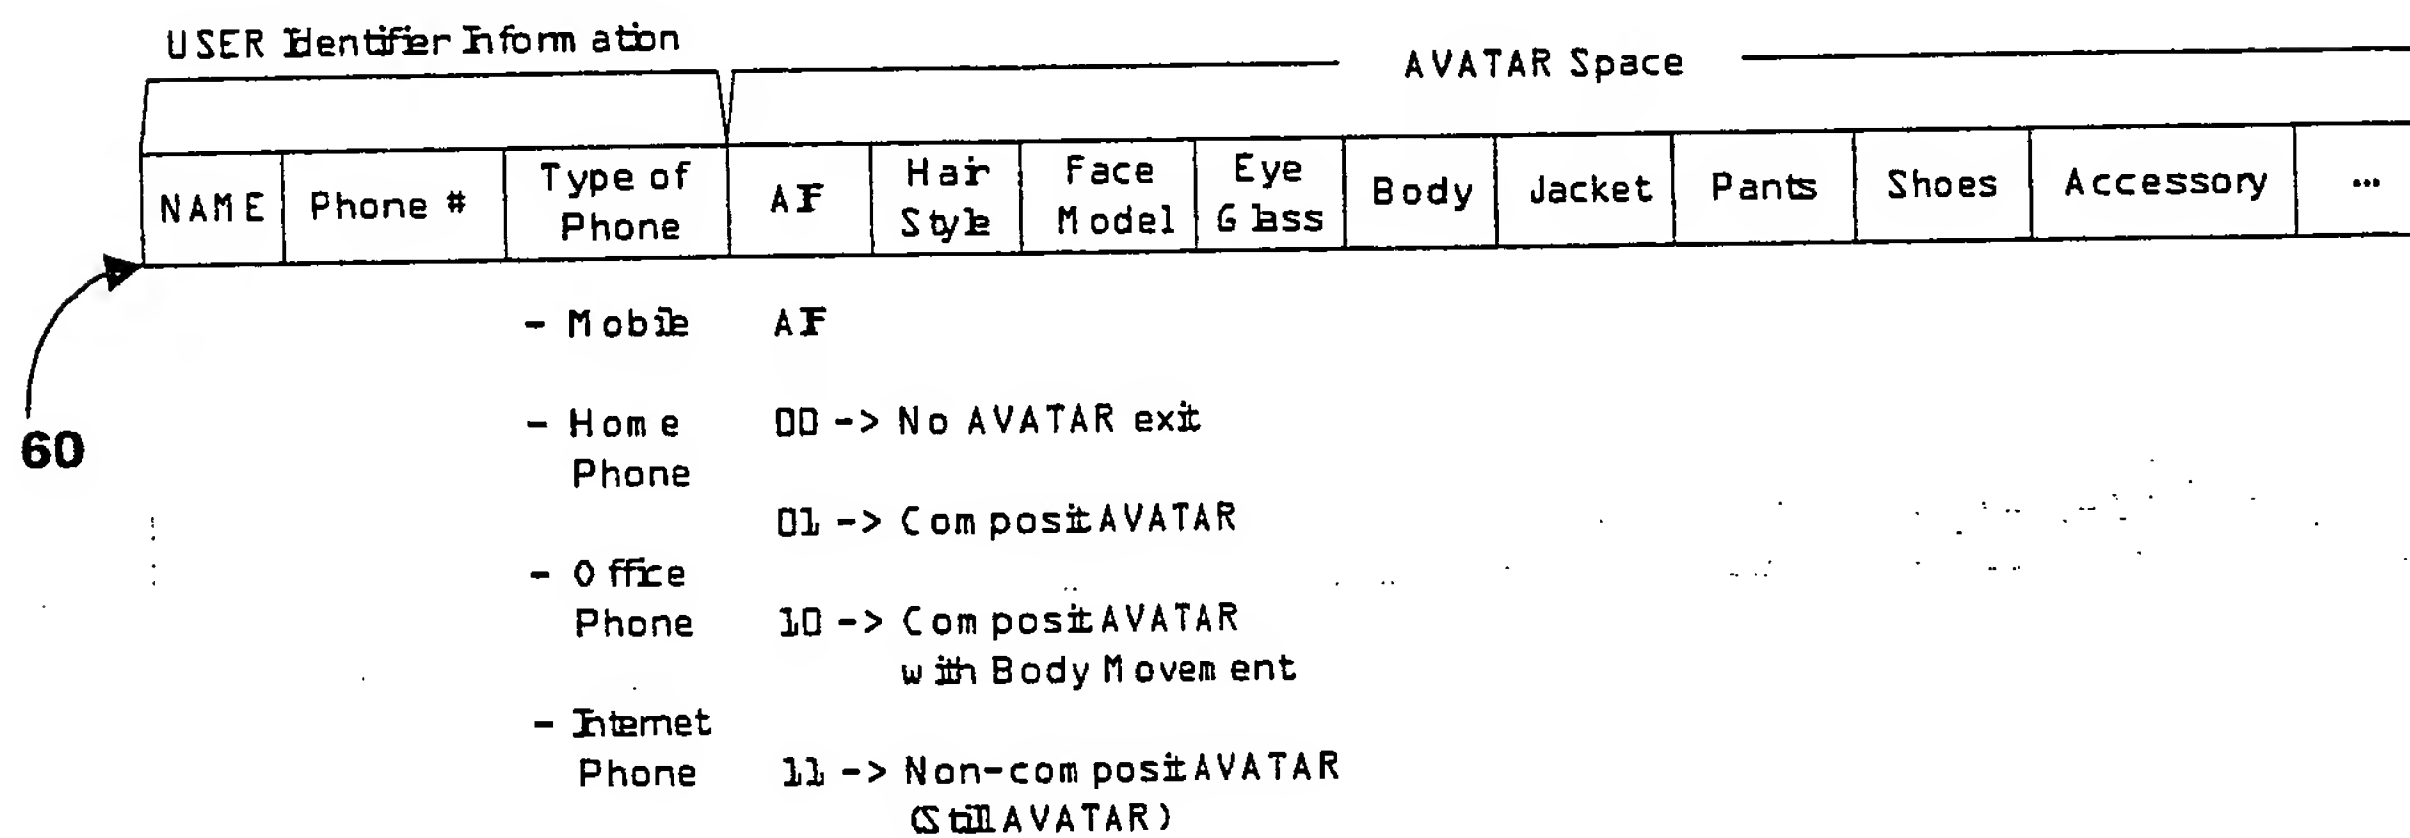 USER Identifier Information
AVATAR Space
NAME
Phone #
Type of
Phone
AIF
Hair
Style
Face
Model
Eye
Glass
Body
Jacket
Pants
Shoes
Accessory
...
- Mobile
AIF
- Home
Phone
00 -> No AVATAR exit
60
01 -> Composit AVATAR
- Office
Phone
10 -> Composit AVATAR
with Body Movement
- Internet
Phone
11 -> Non-composit AVATAR
(Still AVATAR)